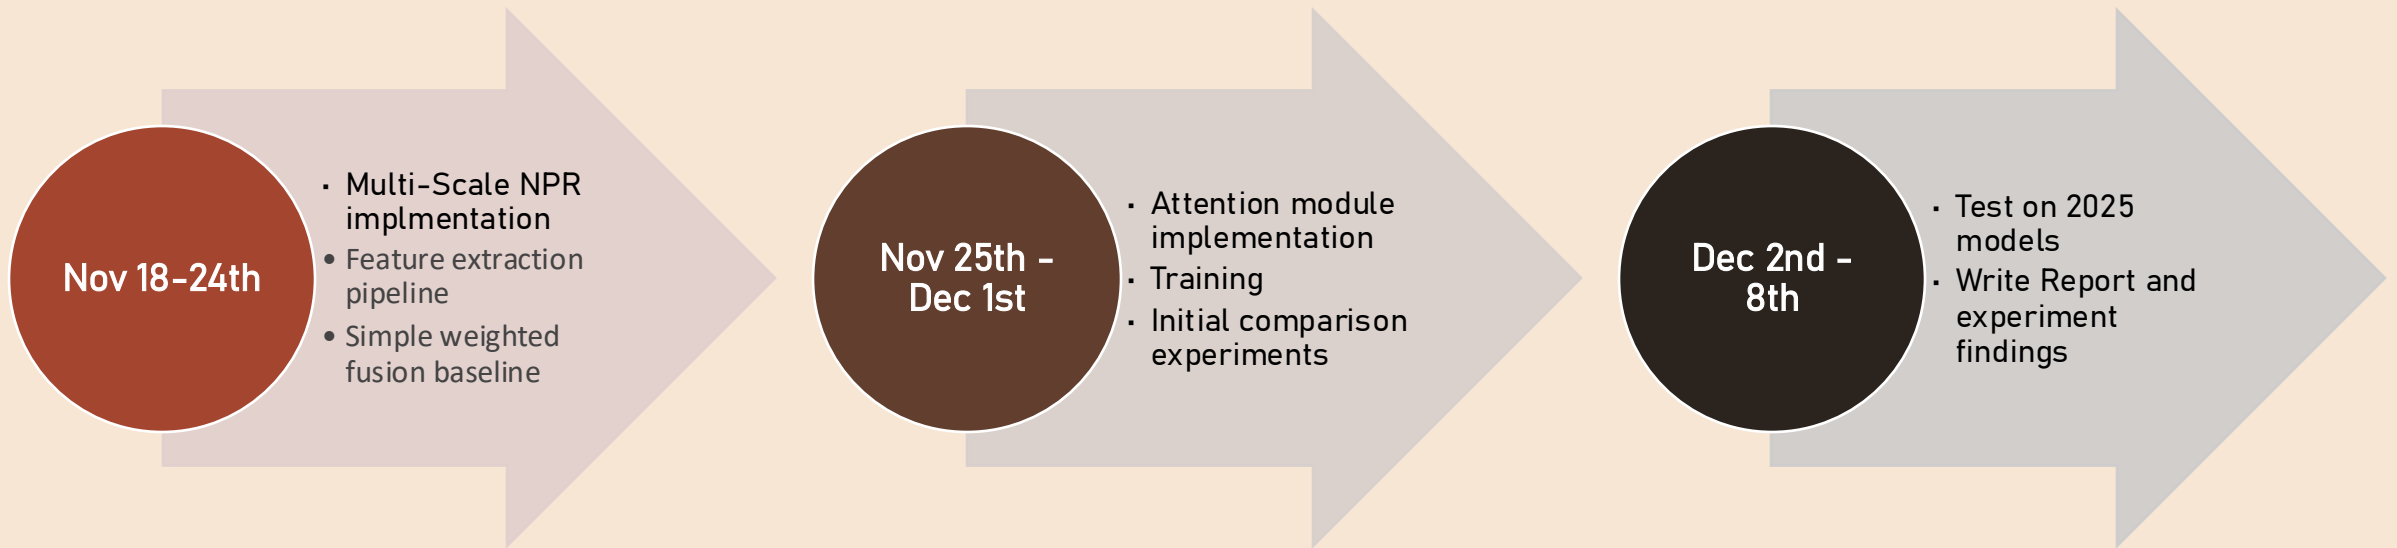 Nov 18-24th
▪ Multi-Scale NPR
implmentation
• Feature extraction
pipeline
• Simple weighted
fusion baseline
Nov 25th -
Dec 1st
▪ Attention module
implementation
▪ Training
▪ Initial comparison
experiments
Dec 2nd -
8th
▪ Test on 2025
models
▪ Write Report and
experiment
findings